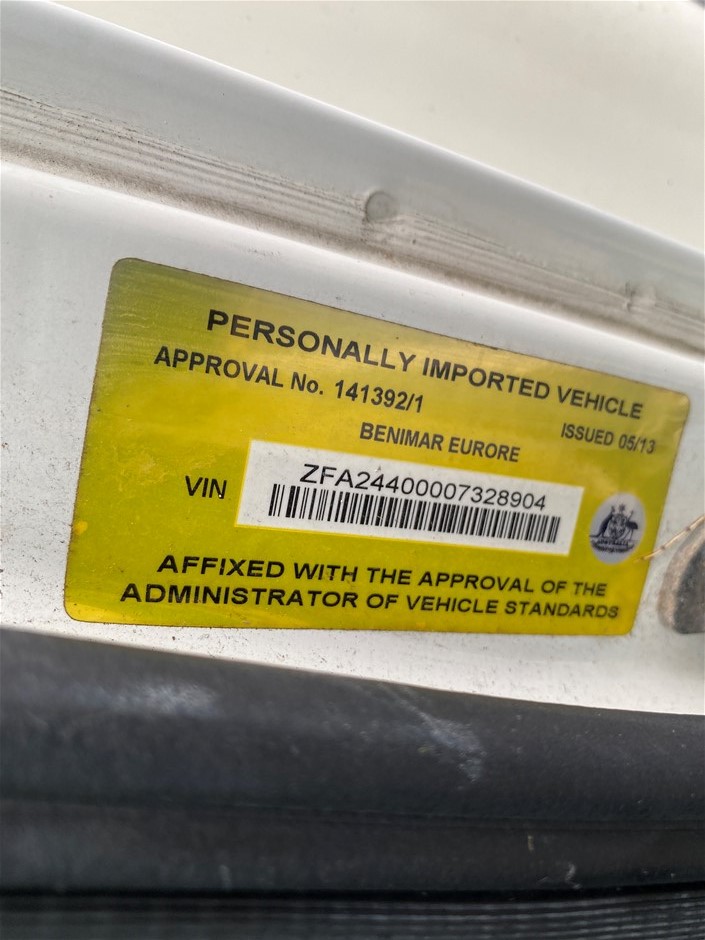 PERSONALLY IMPORTED VEHICLE
APPROVAL No. 141392/1
ISSUED 05/13
BENIMAR EURORE
VIN
ZFA24400007328904
AFFIXED WITH THE APPROVAL OF THE
ADMINISTRATOR OF VEHICLE STANDARDS